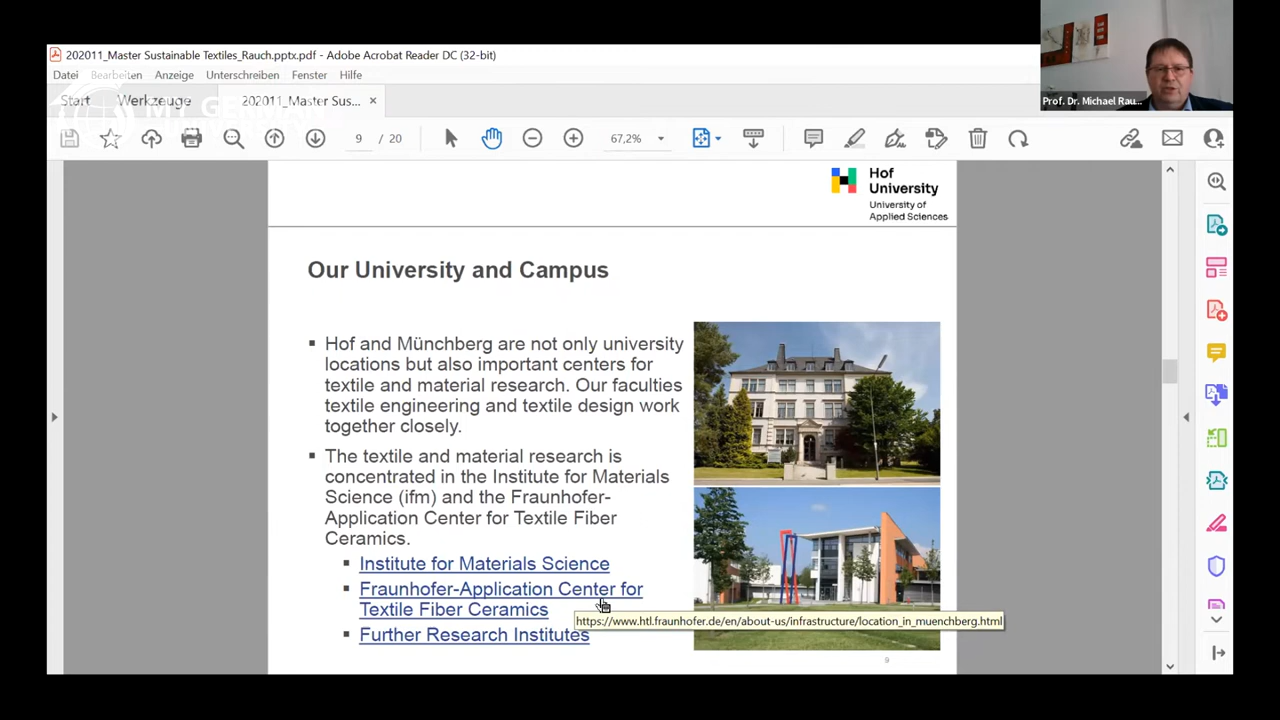 202011_Master Sustainable Textiles_Rauch.pptx.pdf - Adobe Acrobat Reader DC (32-bit)
Datei Bearbeiten Anzeige Unterschreiben Fenster Hilfe
Start Werkzeuge 202011_Master Sus... ×
9 / 20 67,2%
Prof. Dr. Michael Rau...
Hof
University
University of
Applied Sciences
Our University and Campus
▪ Hof and Münchberg are not only university
locations but also important centers for
textile and material research. Our faculties
textile engineering and textile design work
together closely.
▪ The textile and material research is
concentrated in the Institute for Materials
Science (ifm) and the Fraunhofer-
Application Center for Textile Fiber
Ceramics.
▪ Institute for Materials Science
▪ Fraunhofer-Application Center for
Textile Fiber Ceramics
https://www.htl.fraunhofer.de/en/about-us/infrastructure/location_in_muenchberg.html
▪ Further Research Institutes
9